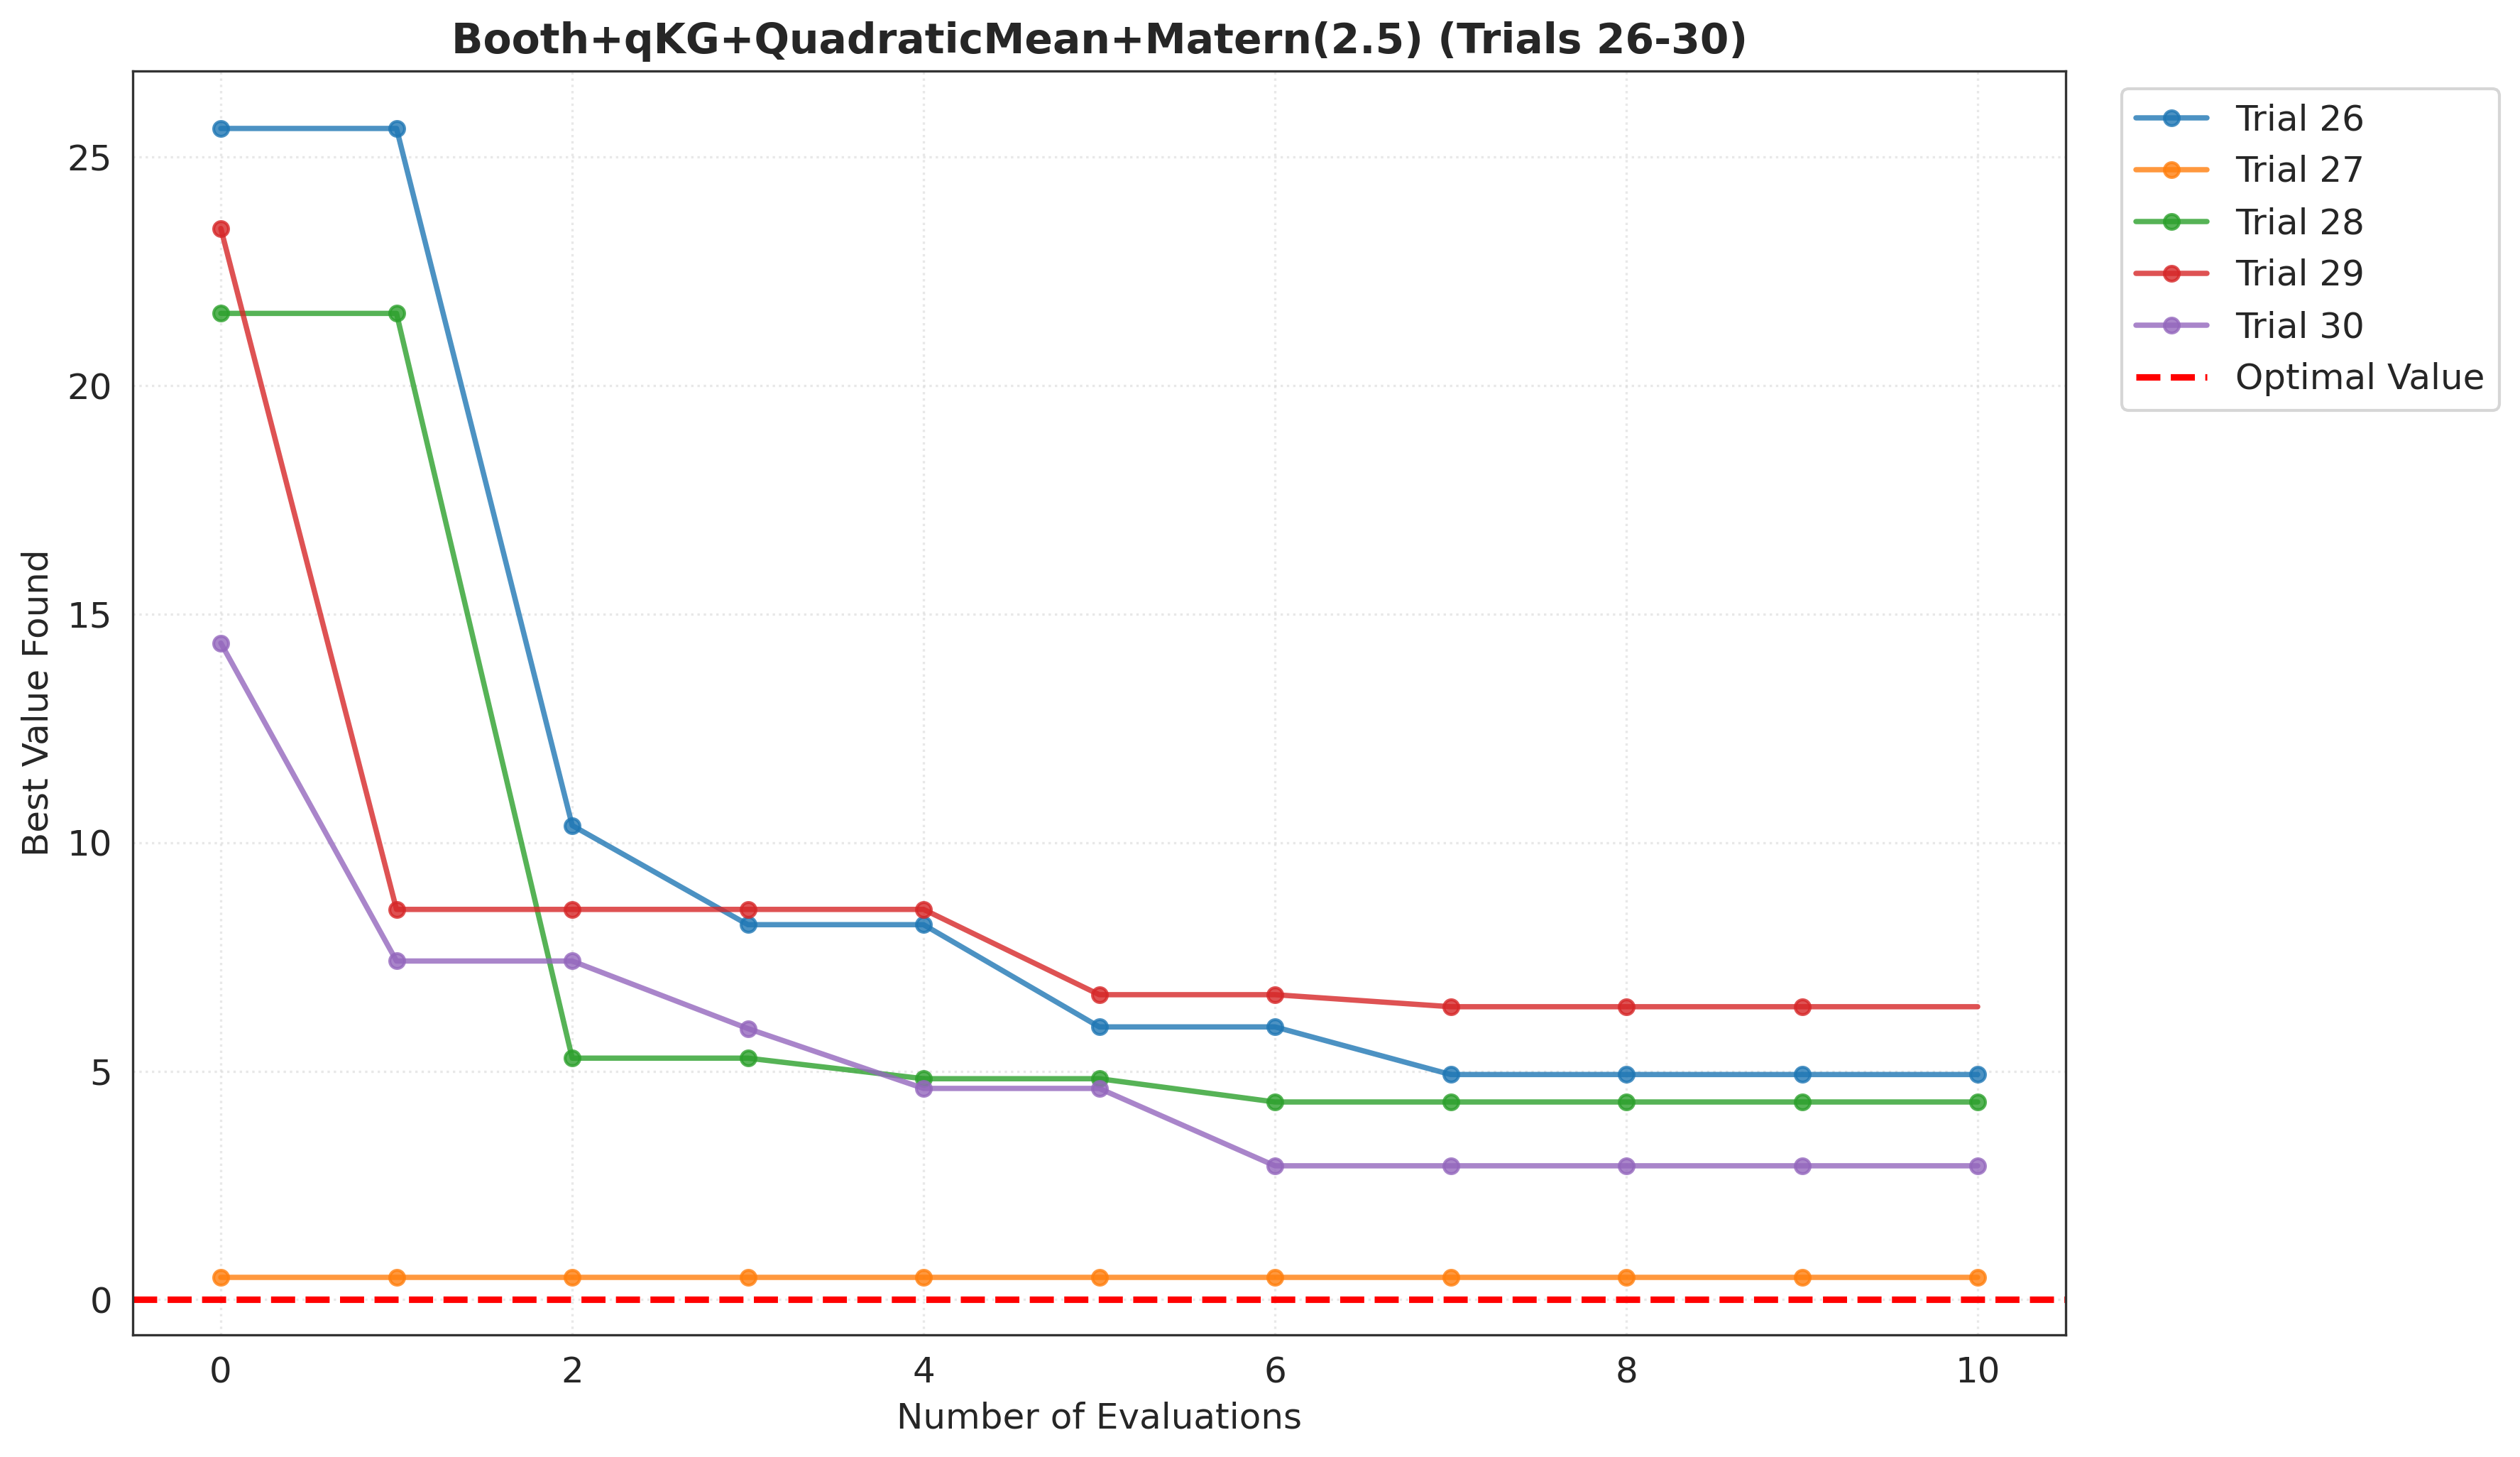 Booth+qKG+QuadraticMean+Matern(2.5) (Trials 26-30)
Best Value Found
25
20
15
10
5
0
0 2 4 6 8 10
Number of Evaluations
Trial 26
Trial 27
Trial 28
Trial 29
Trial 30
Optimal Value